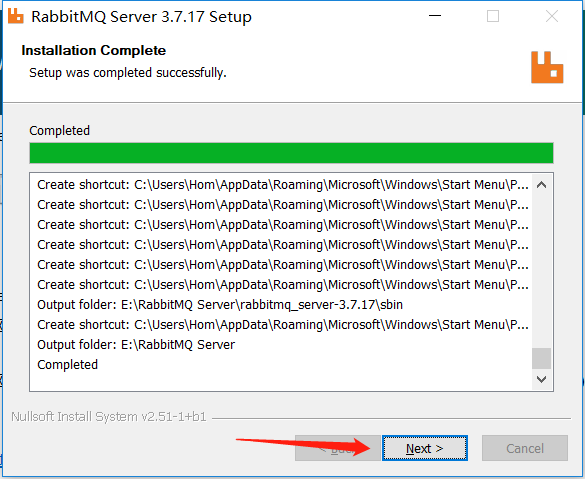 RabbitMQ Server 3.7.17 Setup
Installation Complete
Setup was completed successfully.
Completed
Create shortcut: C:\Users\Hom\AppData\Roaming\Microsoft\Windows\Start Menu\P...
Create shortcut: C:\Users\Hom\AppData\Roaming\Microsoft\Windows\Start Menu\P...
Create shortcut: C:\Users\Hom\AppData\Roaming\Microsoft\Windows\Start Menu\P...
Create shortcut: C:\Users\Hom\AppData\Roaming\Microsoft\Windows\Start Menu\P...
Create shortcut: C:\Users\Hom\AppData\Roaming\Microsoft\Windows\Start Menu\P...
Create shortcut: C:\Users\Hom\AppData\Roaming\Microsoft\Windows\Start Menu\P...
Output folder: E:\RabbitMQ Server\rabbitmq_server-3.7.17\sbin
Create shortcut: C:\Users\Hom\AppData\Roaming\Microsoft\Windows\Start Menu\P...
Output folder: E:\RabbitMQ Server
Completed
Nullsoft Install System v2.51-1+b1
< Back Next > Cancel